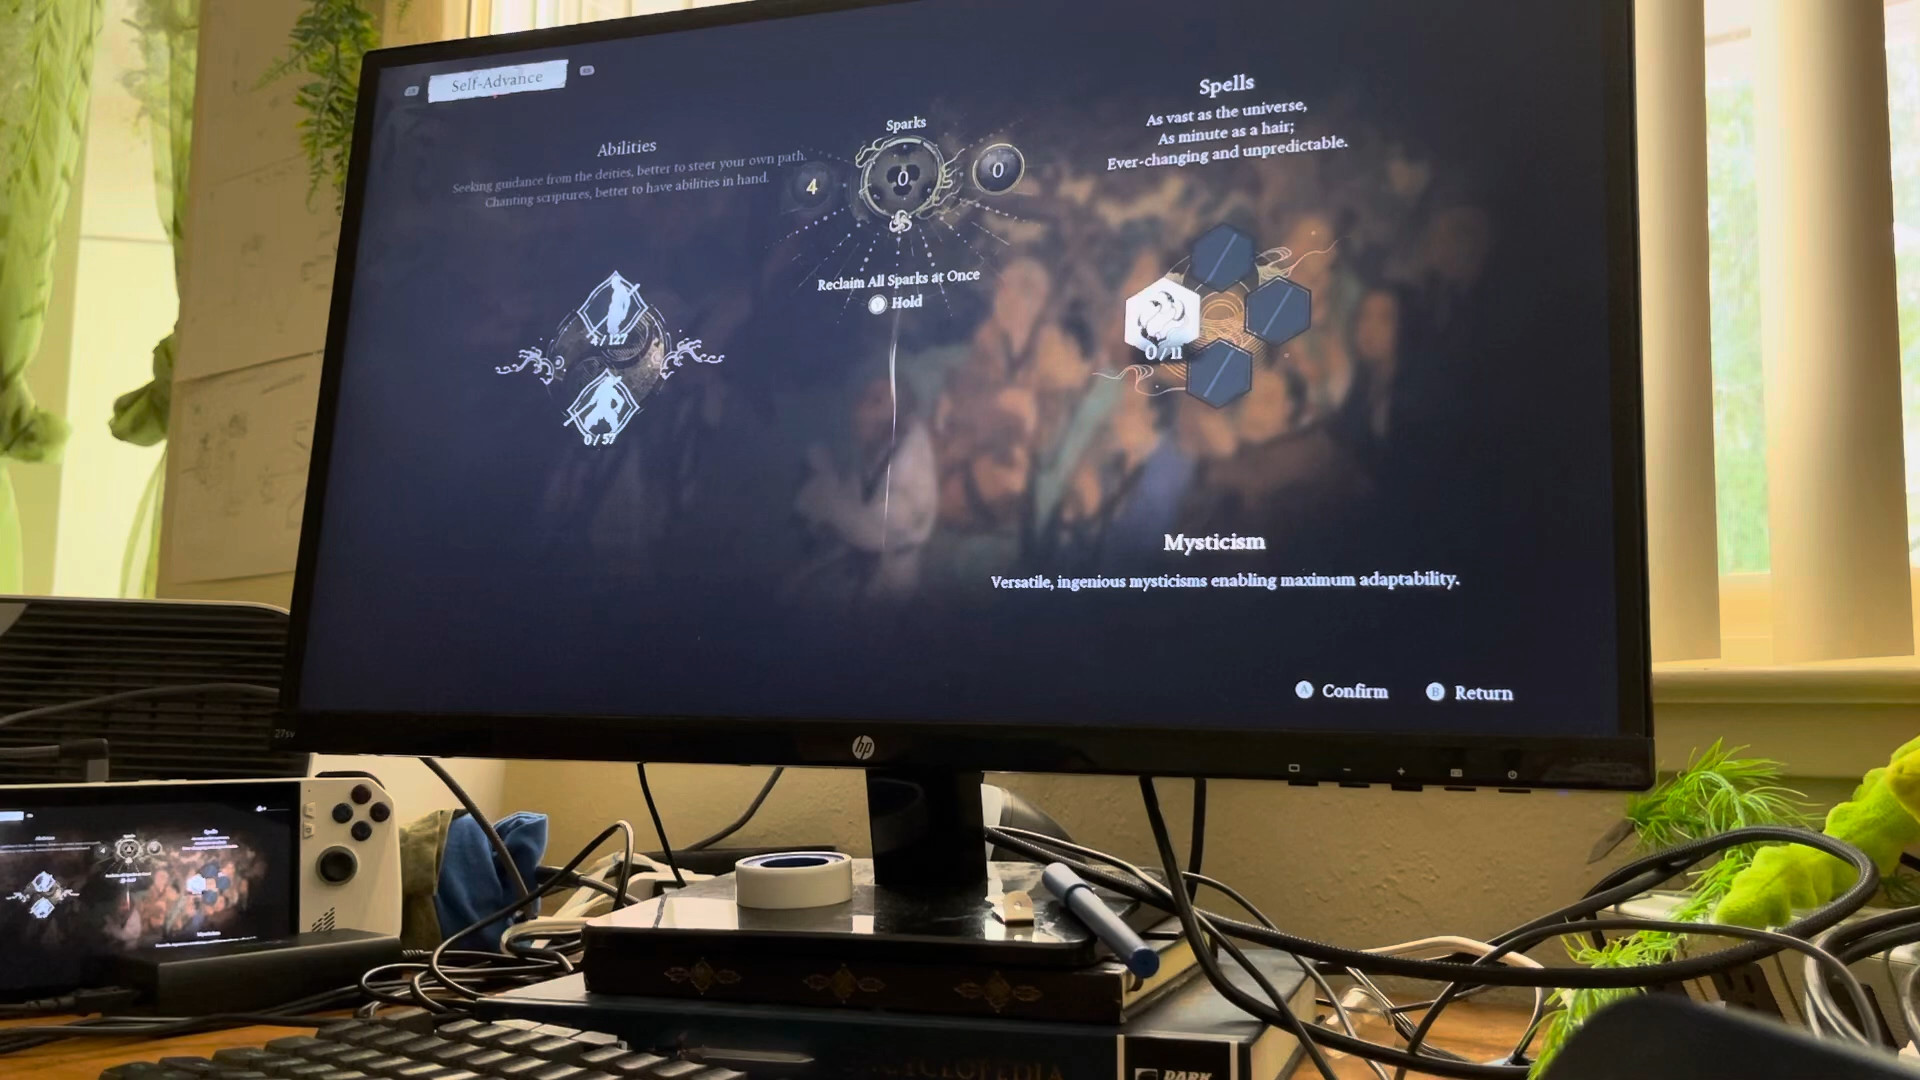 Self-Advance
Abilities
Seeking guidance from the deities, better to steer your own path.
Chanting scriptures, better to have abilities in hand.
4/127
0/57
Sparks
4
0
0
Reclaim All Sparks at Once
Y Hold
Spells
As vast as the universe,
As minute as a hair;
Ever-changing and unpredictable.
0/11
Mysticism
Versatile, ingenious mysticisms enabling maximum adaptability.
A Confirm
B Return
hp
DARK